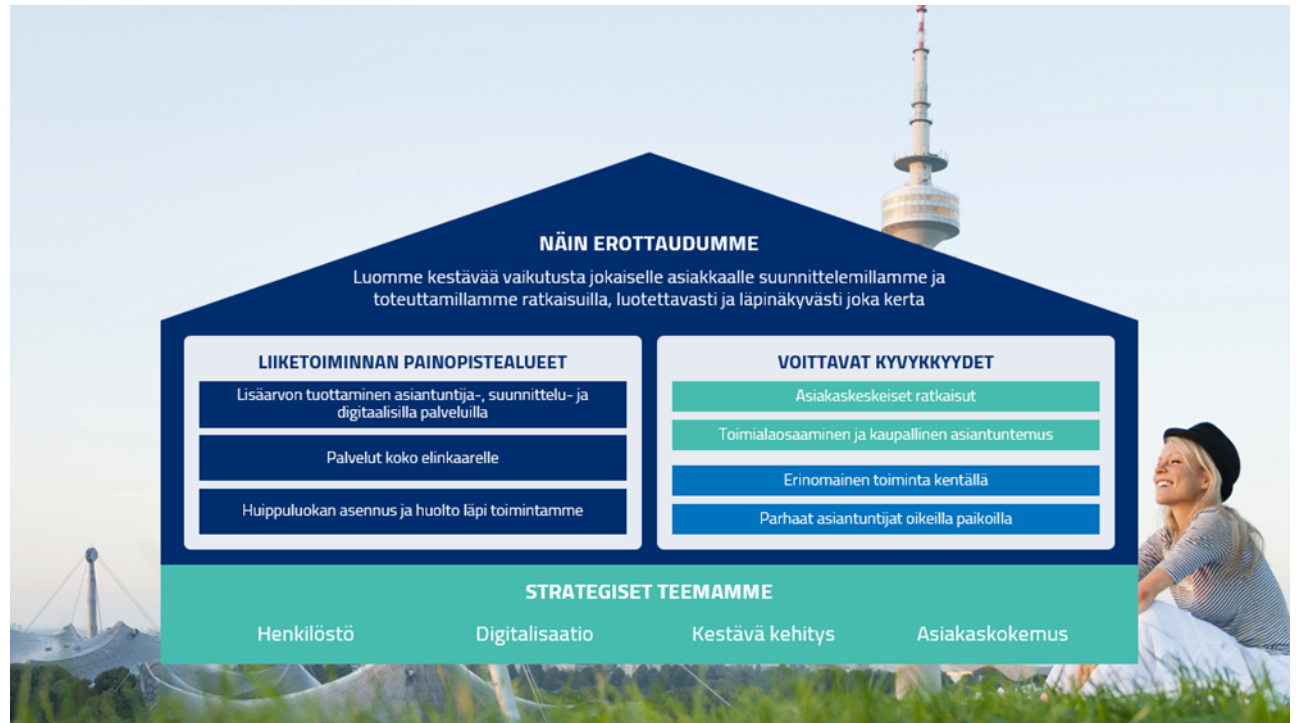 NÄIN EROTTAUDUMME
Luomme kestävää vaikutusta jokaiselle asiakkaalle suunnittelemillamme ja
toteuttamillamme ratkaisuilla, luotettavasti ja läpinäkyvästi joka kerta
LIIKETOIMINNAN PAINOPISTEALUEET
Lisäarvon tuottaminen asiantuntija-, suunnittelu- ja
digitaalisilla palveluilla
Palvelut koko elinkaarelle
Huippuluokan asennus ja huolto läpi toimintamme
VOITTAVAT KYVYKKYYDET
Asiakaskeskeiset ratkaisut
Toimialaosaaminen ja kaupallinen asiantuntemus
Erinomainen toiminta kentällä
Parhaat asiantuntijat oikeilla paikoilla
STRATEGISET TEEMAMME
Henkilöstö
Digitalisaatio
Kestävä kehitys
Asiakaskokemus